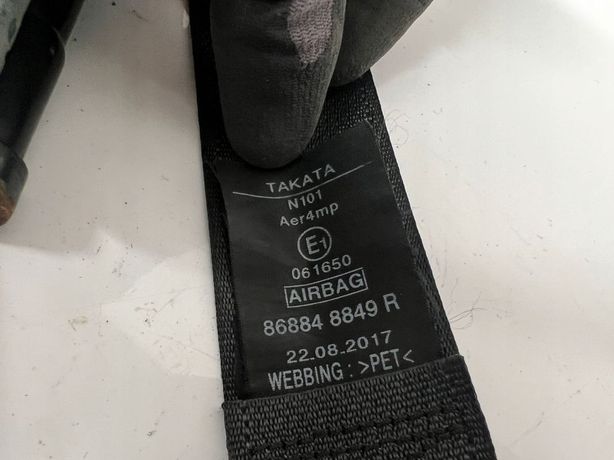 TAKATA
N101
Aer4mp
E1
061650
AIRBAG
86884 8849 R
22.08.2017
WEBBING : >PET<